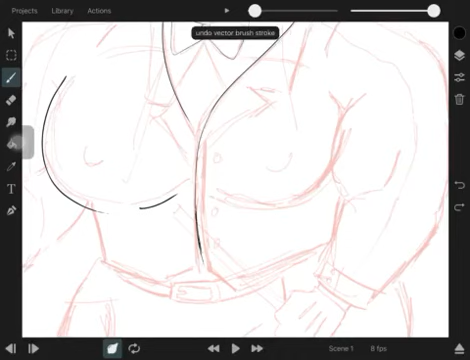 Projects Library Actions
undo vector brush stroke
T
Scene 1 8 fps